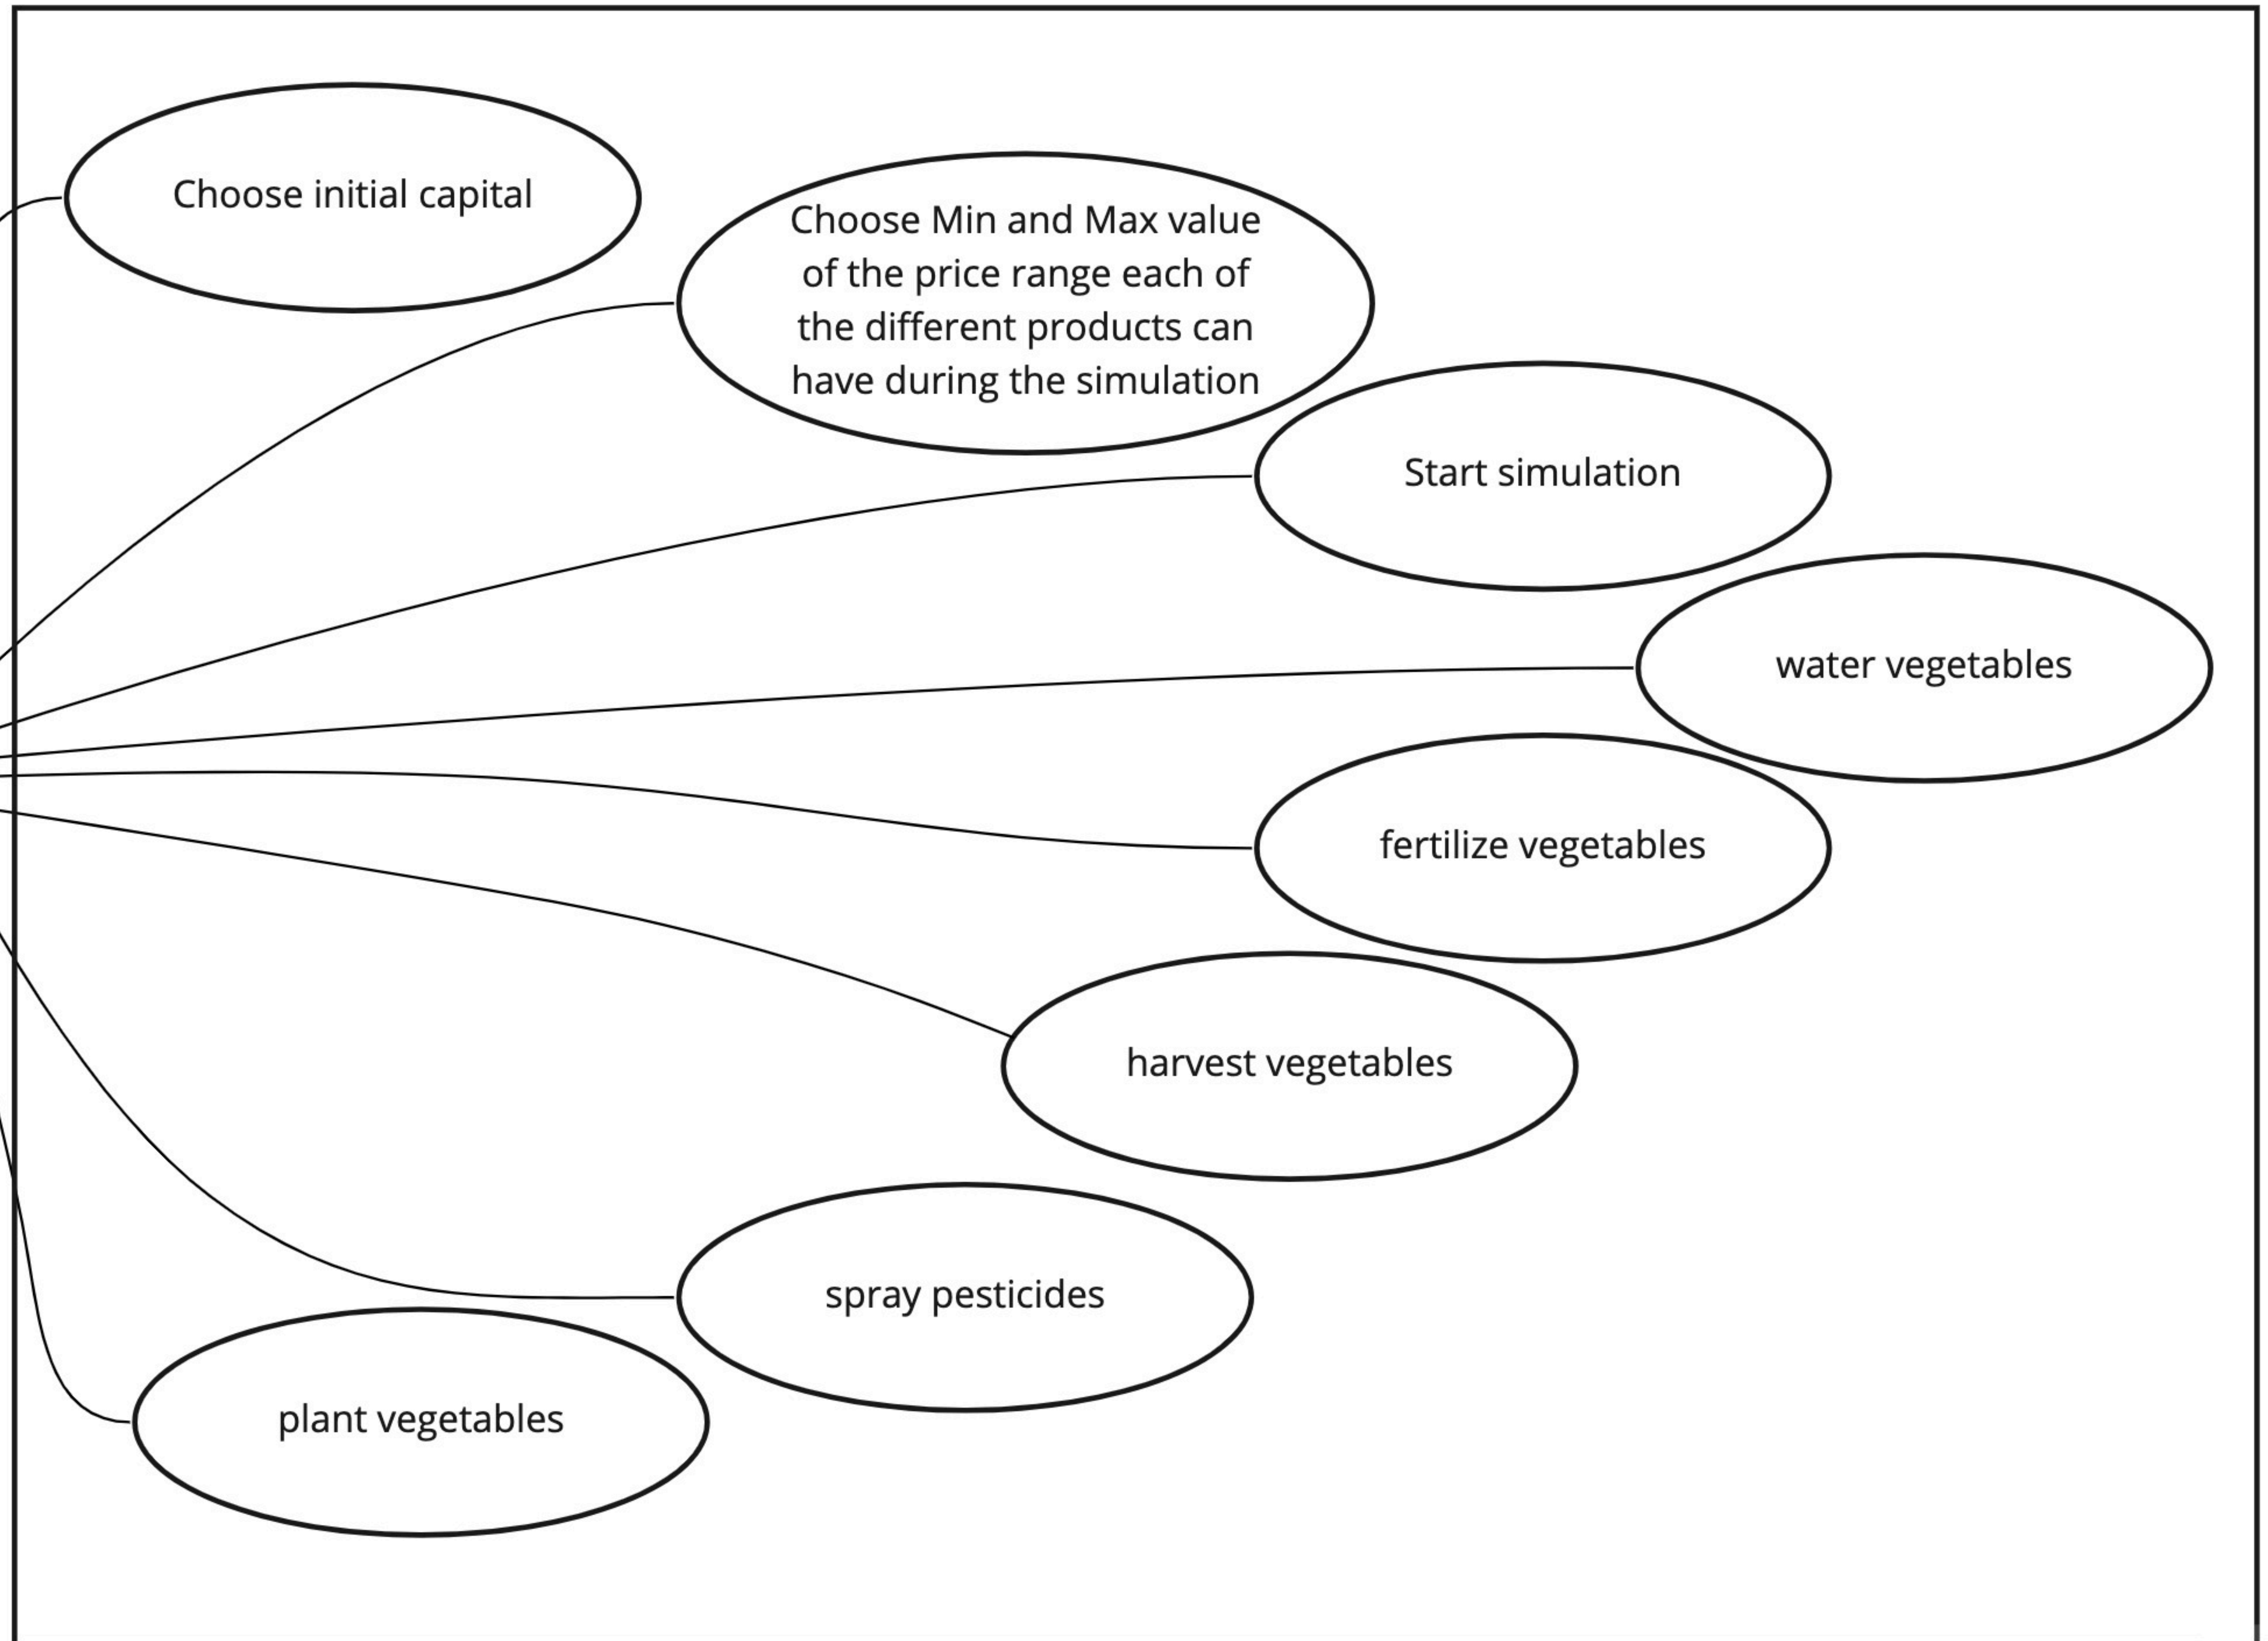 Choose initial capital
Choose Min and Max value
of the price range each of
the different products can
have during the simulation
Start simulation
water vegetables
fertilize vegetables
harvest vegetables
spray pesticides
plant vegetables